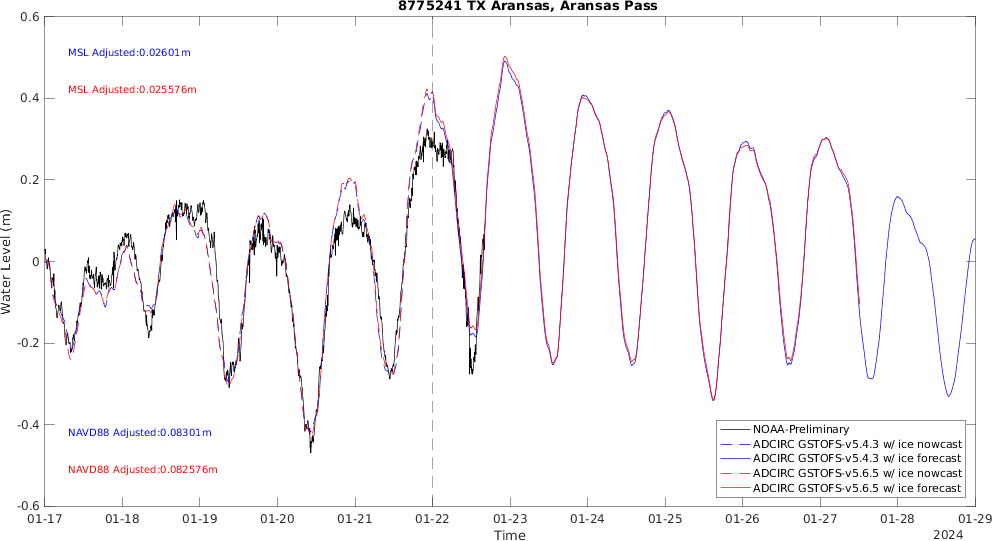 8775241 TX Aransas, Aransas Pass
0.6
MSL Adjusted:0.02601m
MSL Adjusted:0.025576m
0.4
0.2
0
-0.2
-0.4
-0.6
Water Level (m)
NAVD88 Adjusted:0.08301m
NAVD88 Adjusted:0.082576m
NOAA-Preliminary
ADCIRC GSTOFS-v5.4.3 w/ ice nowcast
ADCIRC GSTOFS-v5.4.3 w/ ice forecast
ADCIRC GSTOFS-v5.6.5 w/ ice nowcast
ADCIRC GSTOFS-v5.6.5 w/ ice forecast
01-17 01-18 01-19 01-20 01-21 01-22 01-23 01-24 01-25 01-26 01-27 01-28 01-29
Time
2024